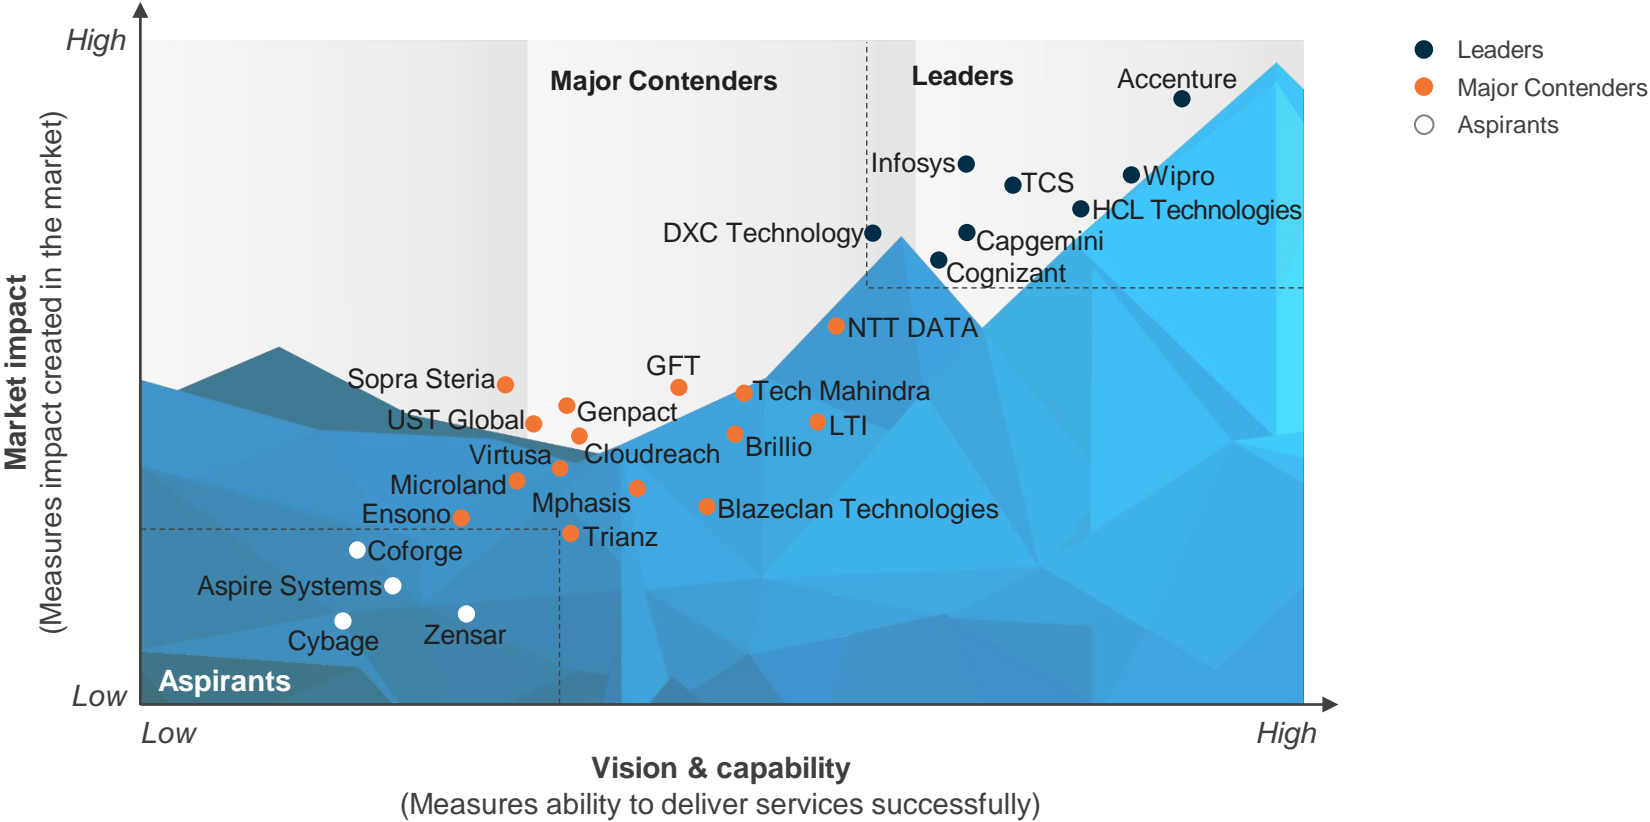 High
Major Contenders
Leaders
Accenture
Infosys
TCS
Wipro
HCL Technologies
DXC Technology
Capgemini
Cognizant
NTT DATA
GFT
Sopra Steria
Tech Mahindra
Genpact
UST Global
LTI
Brillio
Cloudreach
Virtusa
Microland
Mphasis
Blazeclan Technologies
Ensono
Trianz
Coforge
Aspire Systems
Zensar
Cybage
Aspirants
Low
Low
High
Market impact
(Measures impact created in the market)
Vision & capability
(Measures ability to deliver services successfully)
Leaders
Major Contenders
Aspirants